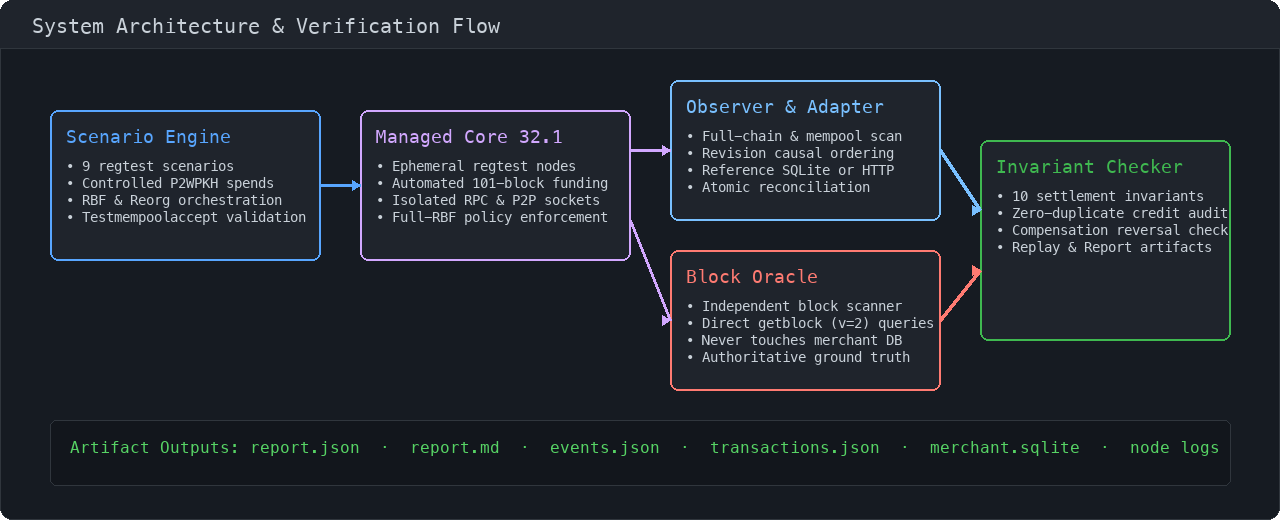 System Architecture & Verification Flow
Scenario Engine
• 9 regtest scenarios
• Controlled P2WPKH spends
• RBF & Reorg orchestration
• Testmempoolaccept validation
Managed Core 32.1
• Ephemeral regtest nodes
• Automated 101−block funding
• Isolated RPC & P2P sockets
• Full−RBF policy enforcement
Observer & Adapter
• Full−chain & mempool scan
• Revision causal ordering
• Reference SQLite or HTTP
• Atomic reconciliation
Block Oracle
• Independent block scanner
• Direct getblock (v=2) queries
• Never touches merchant DB
• Authoritative ground truth
Invariant Checker
• 10 settlement invariants
• Zero−duplicate credit audit
• Compensation reversal check
• Replay & Report artifacts
Artifact Outputs: report.json · report.md · events.json · transactions.json · merchant.sqlite · node logs